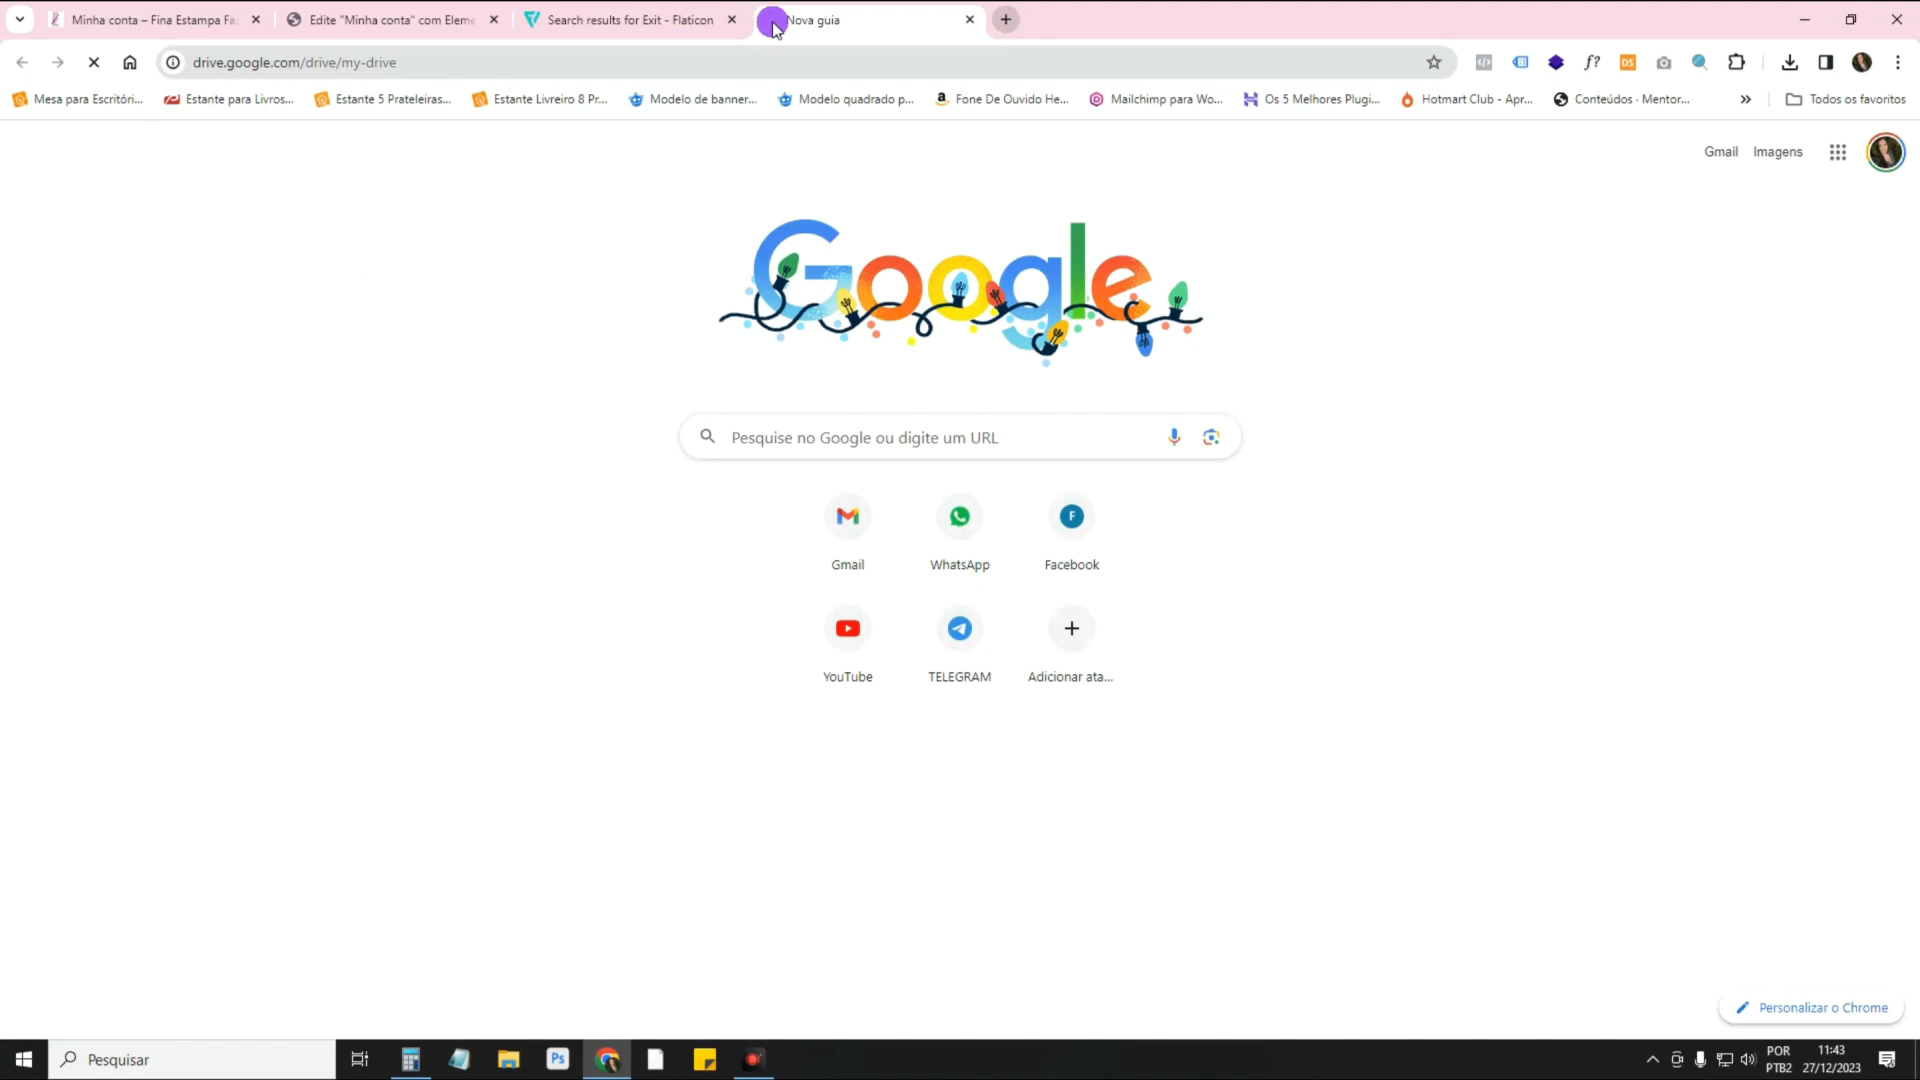 Minha conta – Fina Estampa Fa
Edite "Minha conta" com Eleme
Search results for Exit - Flaticon
Nova guia
drive.google.com/drive/my-drive
f?
DS
Mesa para Escritóri...
Estante para Livros...
Estante 5 Prateleiras...
Estante Livreiro 8 Pr...
Modelo de banner...
Modelo quadrado p...
Fone De Ouvido He...
Mailchimp para Wo...
Os 5 Melhores Plugi...
Hotmart Club - Apr...
Conteúdos · Mentor...
Todos os favoritos
Gmail
Imagens
Google
Pesquise no Google ou digite um URL
Gmail
WhatsApp
F
Facebook
YouTube
TELEGRAM
Adicionar ata...
Personalizar o Chrome
Pesquisar
Ps
POR
PTB2
11:43
27/12/2023